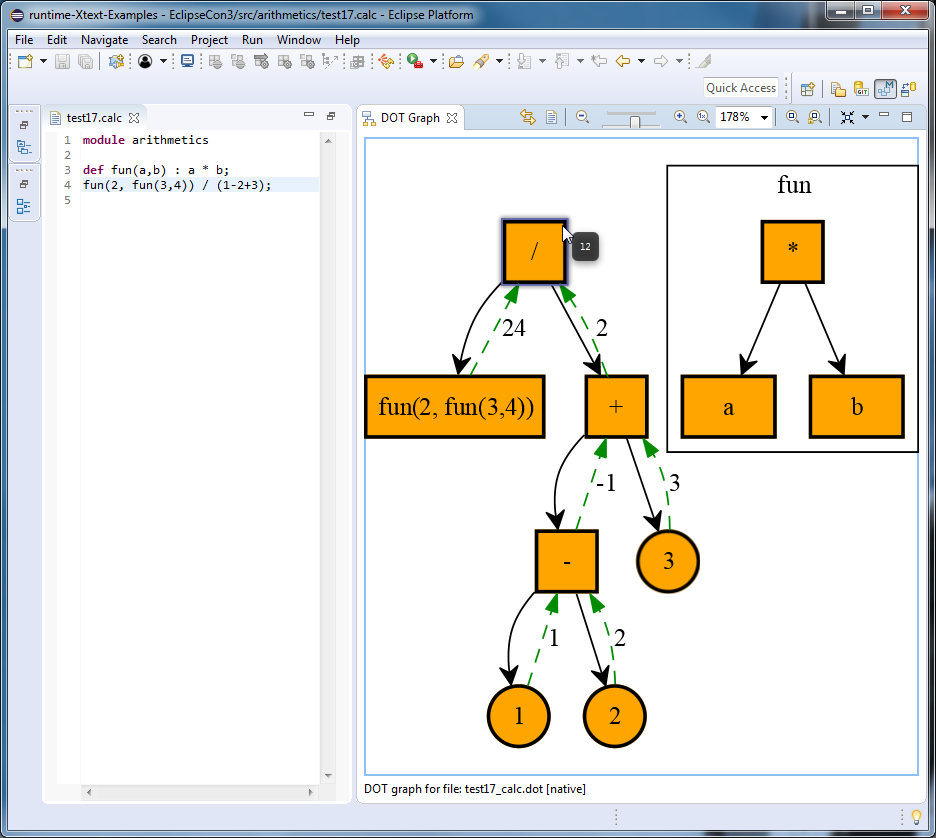 runtime-Xtext-Examples - EclipseCon3/src/arithmetics/test17.calc - Eclipse Platform
File Edit Navigate Search Project Run Window Help
Quick Access
GIT
test17.calc
1 module arithmetics
2
3 def fun(a,b) : a * b;
4 fun(2, fun(3,4)) / (1-2+3);
5
DOT Graph
178%
fun
/
12
*
24
2
fun(2, fun(3,4))
+
a
b
-1
3
-
3
1
2
1
2
DOT graph for file: test17_calc.dot [native]